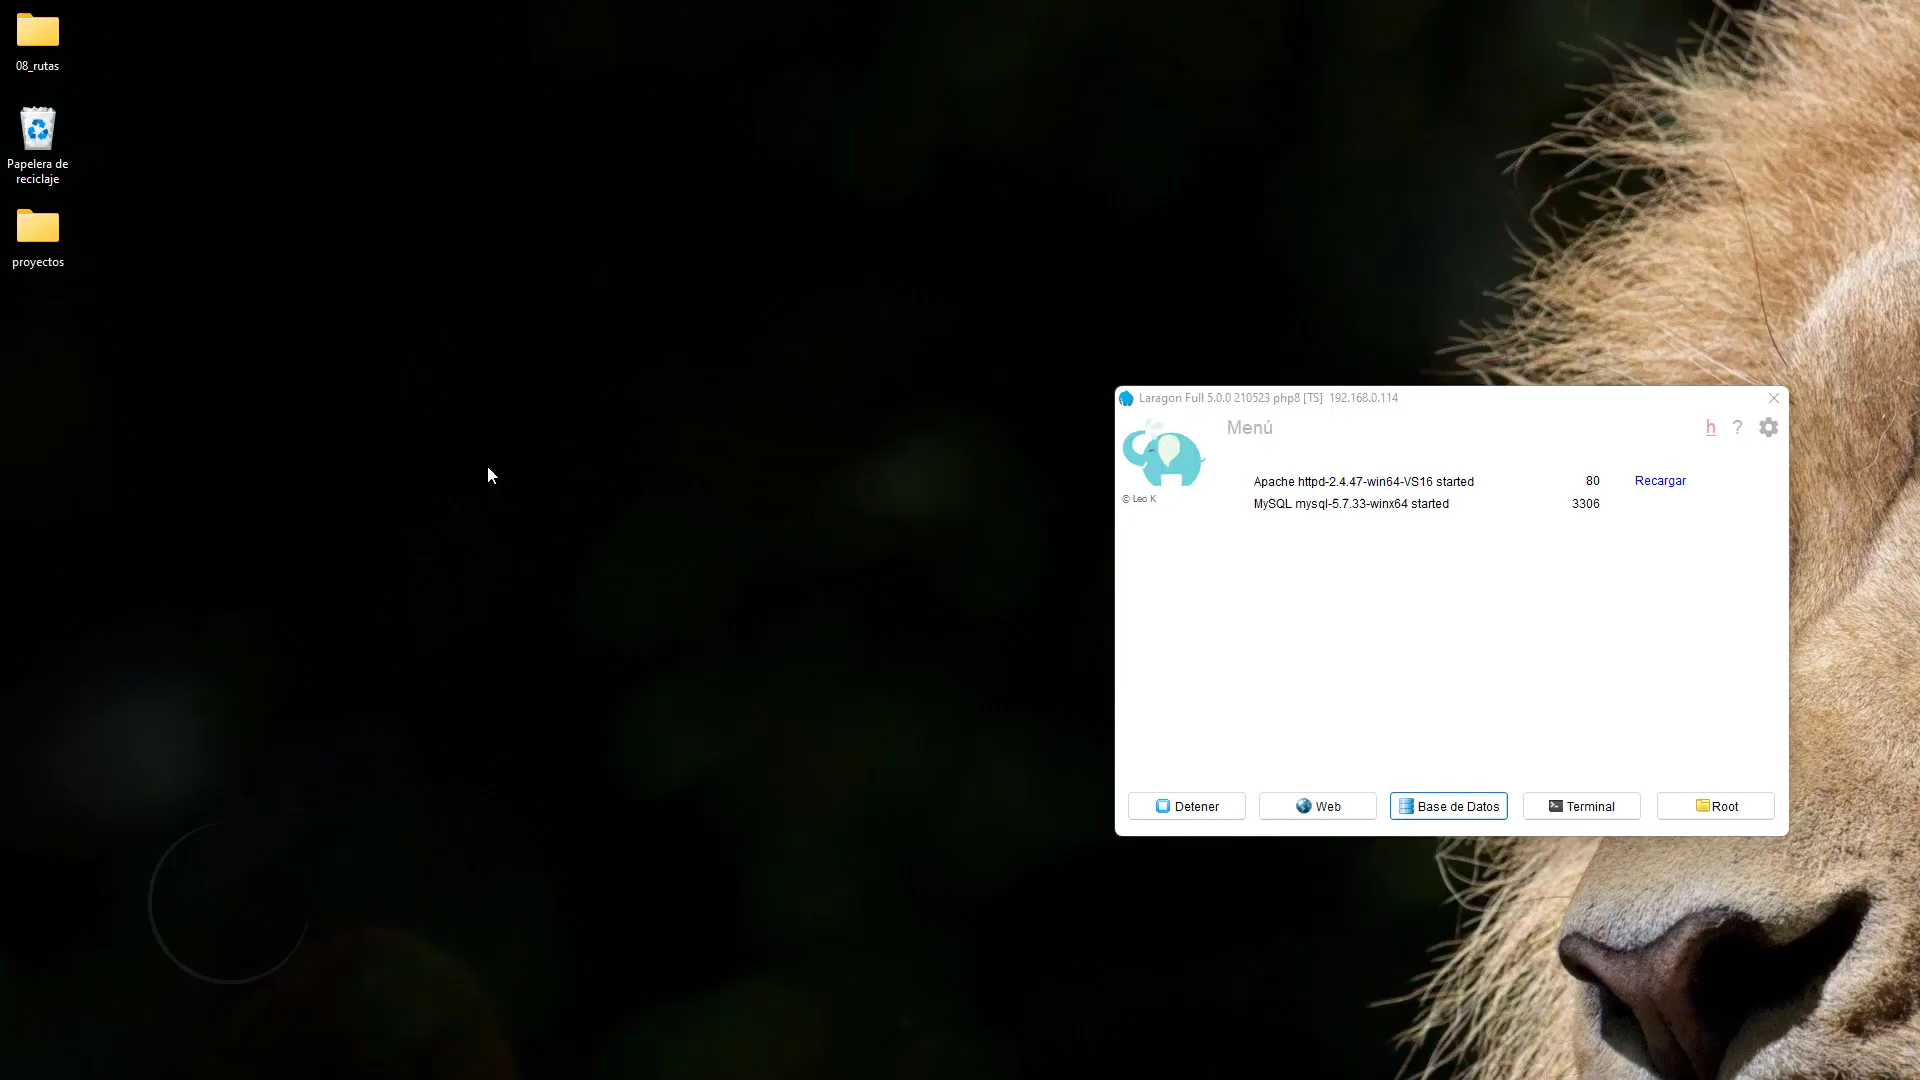 08_rutas
Papelera de
reciclaje
proyectos
Laragon Full 5.0.0 210523 php8 [TS] 192.168.0.114
Menú
h ?
© Leo K
Apache httpd-2.4.47-win64-VS16 started 80 Recargar
MySQL mysql-5.7.33-winx64 started 3306
Detener Web Base de Datos Terminal Root